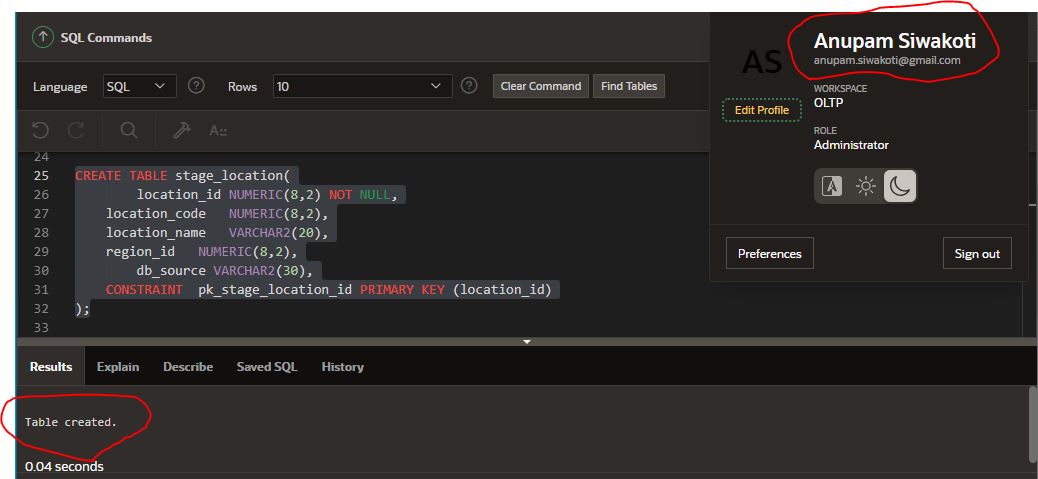 SQL Commands
Anupam Siwakoti
AS
anupam.siwakoti@gmail.com
Language SQL ? Rows 10 ? Clear Command Find Tables
WORKSPACE
OLTP
Edit Profile
ROLE
Administrator
A
A::
24
25 CREATE TABLE stage_location(
26 location_id NUMERIC(8,2) NOT NULL,
27 location_code NUMERIC(8,2),
28 location_name VARCHAR2(20),
29 region_id NUMERIC(8,2),
30 db_source VARCHAR2(30),
31 CONSTRAINT pk_stage_location_id PRIMARY KEY (location_id)
32 );
33
Preferences Sign out
Results Explain Describe Saved SQL History
Table created.
0.04 seconds